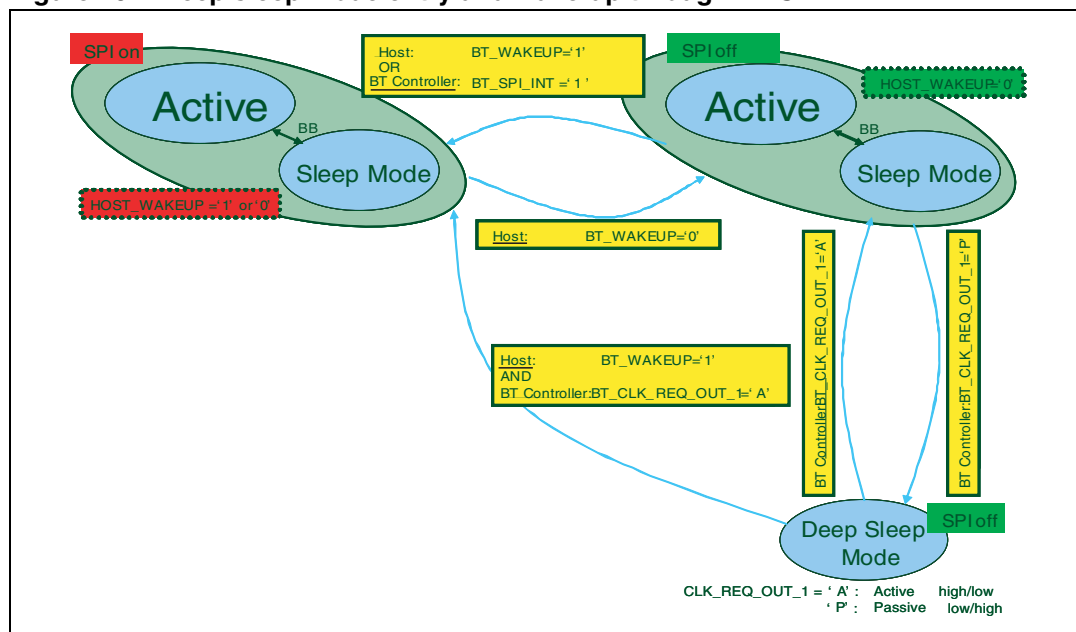 SPI on
Host: BT_WAKEUP=‘1’
OR
BT Controller: BT_SPI_INT =‘1’
SPI off
HOST_WAKEUP=‘0’
Active
BB
Sleep Mode
HOST_WAKEUP =‘1’ or ‘0’
Active
BB
Sleep Mode
Host: BT_WAKEUP=‘0’
Host: BT_WAKEUP=‘1’
AND
BT Controller:BT_CLK_REQ_OUT_1=‘A’
BT ControllerBT_CLK_REQ_OUT_1=‘A’
BT Controller:BT_CLK_REQ_OUT_1=‘P’
Deep Sleep
Mode
SPI off
CLK_REQ_OUT_1 = ‘A’ : Active high/low
‘P’ : Passive low/high